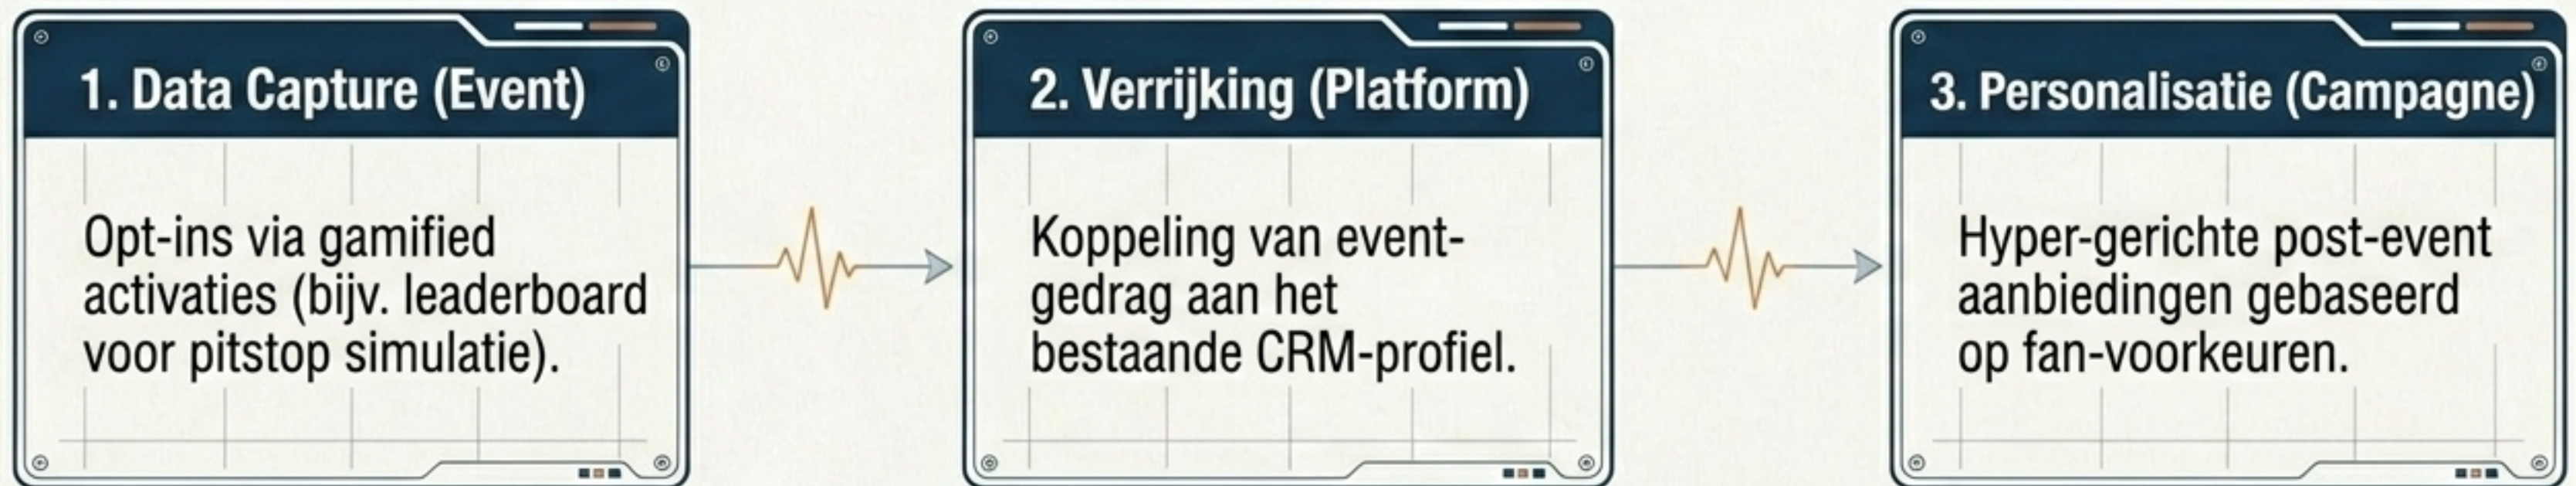 1. Data Capture (Event)
Opt-ins via gamified
activaties (bijv. leaderboard
voor pitstop simulatie).
2. Verrijking (Platform)
Koppeling van event-
gedrag aan het
bestaande CRM-profiel.
3. Personalisatie (Campagne)
Hyper-gerichte post-event
aanbiedingen gebaseerd
op fan-voorkeuren.